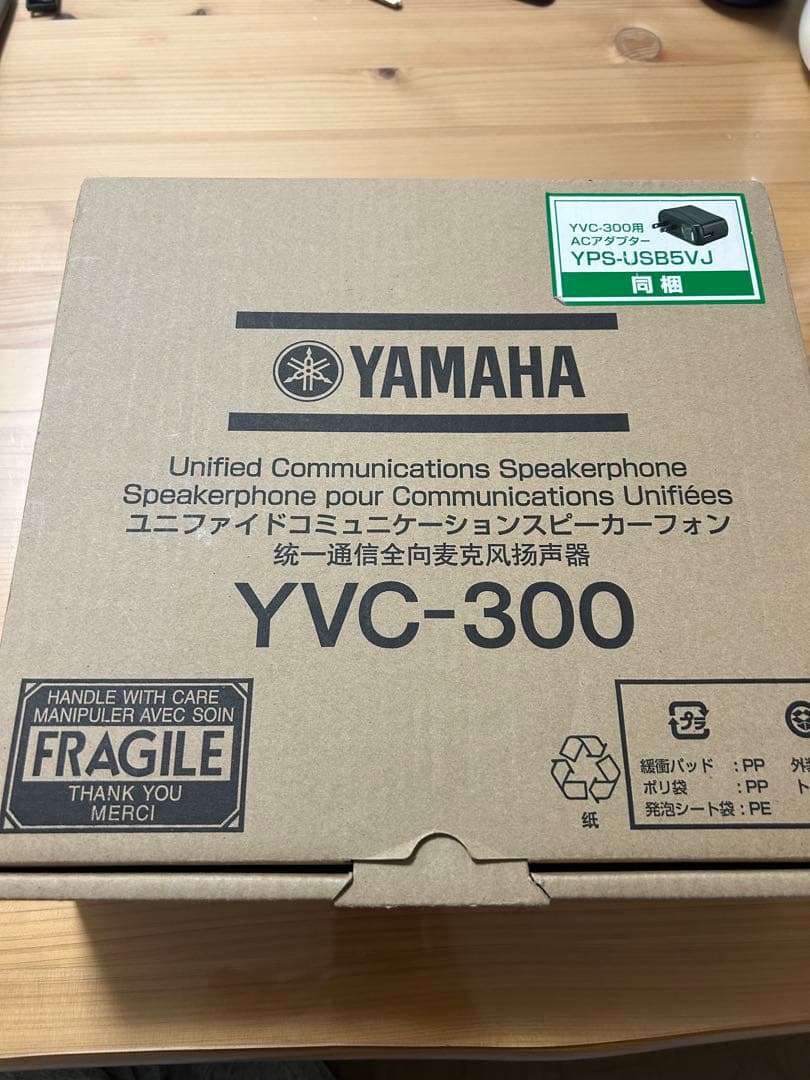 YVC-300用
ACアダプター
YPS-USB5VJ
同梱
YAMAHA
Unified Communications Speakerphone
Speakerphone pour Communications Unifiées
ユニファイドコミュニケーションスピーカーフォン
统一通信全向麦克风扬声器
YVC-300
HANDLE WITH CARE
MANIPULER AVEC SOIN
FRAGILE
THANK YOU
MERCI
纸
プラ
緩衝パッド :PP
ポリ袋 :PP
発泡シート袋:PE
ト